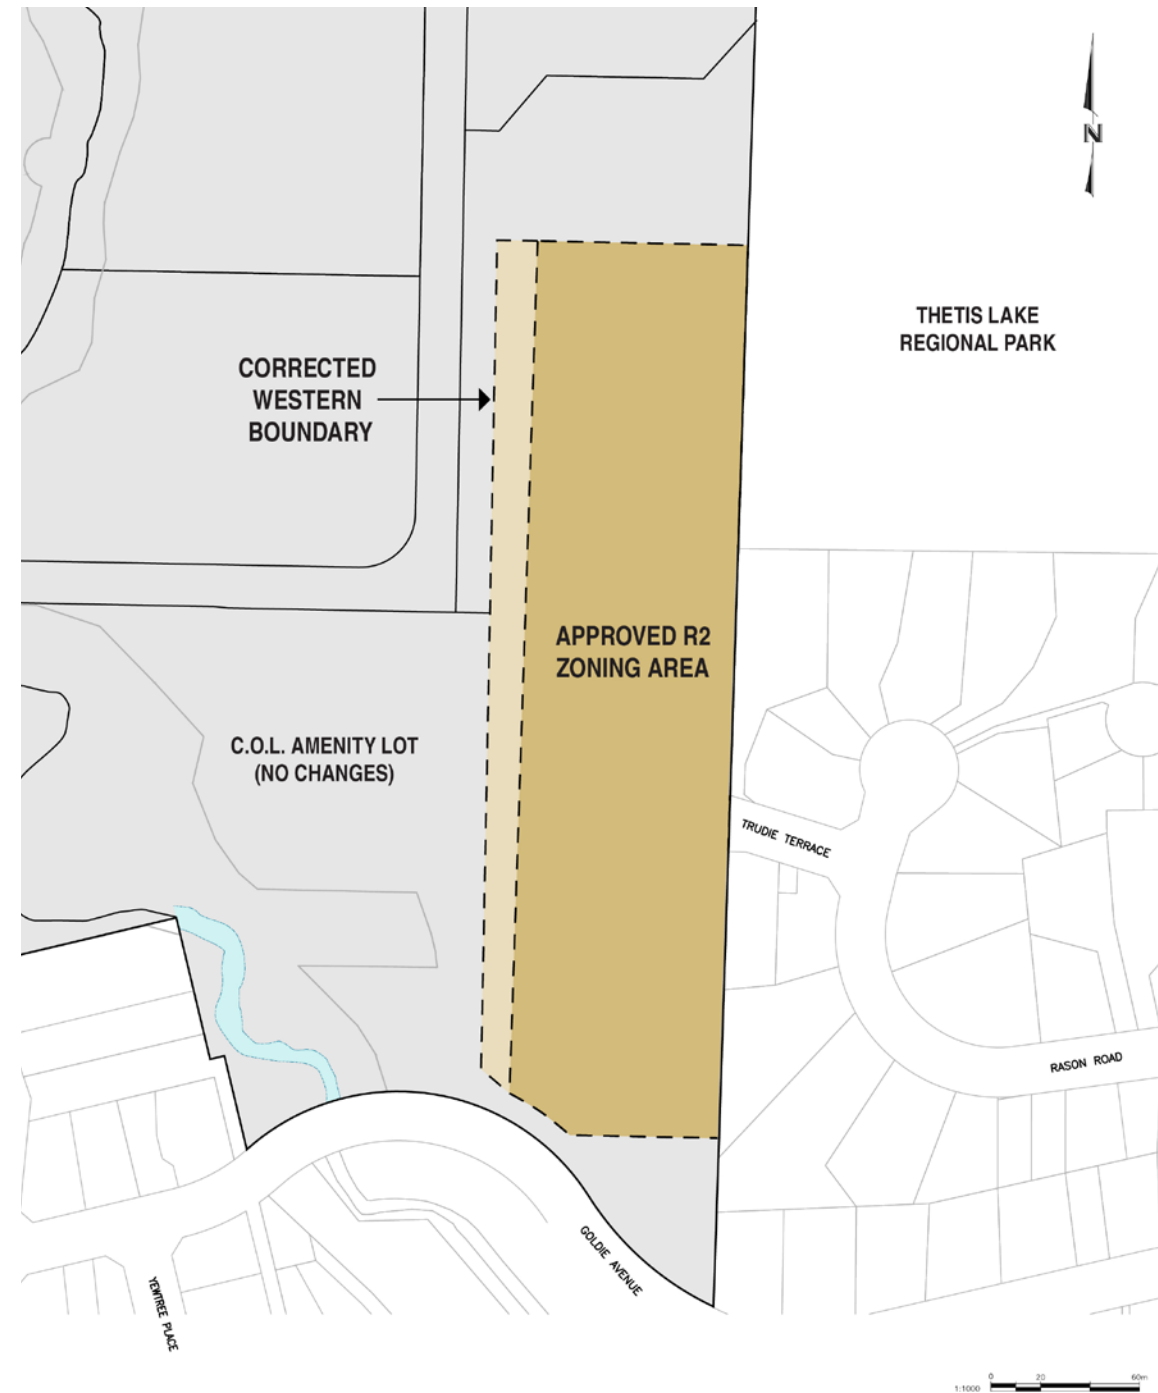 N
THETIS LAKE
REGIONAL PARK
CORRECTED
WESTERN
BOUNDARY
APPROVED R2
ZONING AREA
C.O.L. AMENITY LOT
(NO CHANGES)
TRUDIE TERRACE
RASON ROAD
GOLDIE AVENUE
YEWTREE PLACE
1:1000
0 20 60m